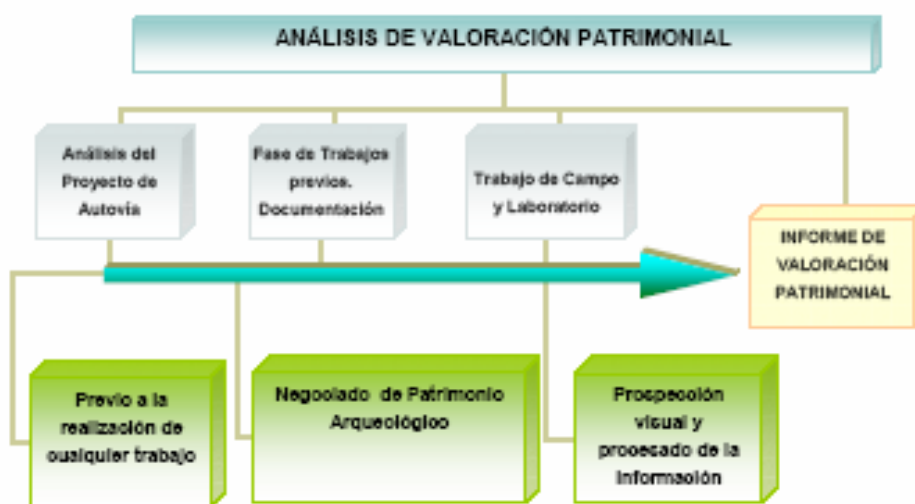 ANÁLISIS DE VALORACIÓN PATRIMONIAL
Análisis del
Proyecto de
Autovía
Fase de Trabajos
previos.
Documentación
Trabajo de Campo
y Laboratorio
INFORME DE
VALORACIÓN
PATRIMONIAL
Previo a la
realización de
cualquier trabajo
Negociado de Patrimonio
Arqueológico
Prospección
visual y
procesado de la
información